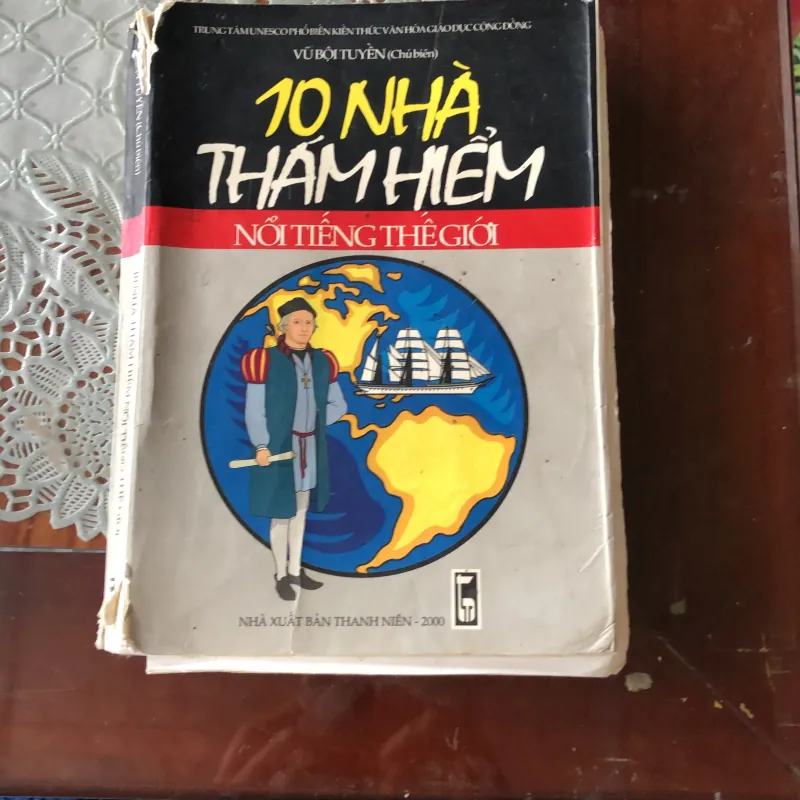 TRUNG TÂM UNESCO PHỔ BIẾN KIẾN THỨC VĂN HÓA GIÁO DỤC CỘNG ĐỒNG
VŨ BỘI TUYỀN (Chủ biên)
10 NHÀ
THÁM HIỂM
NỔI TIẾNG THẾ GIỚI
NHÀ XUẤT BẢN THANH NIÊN - 2000